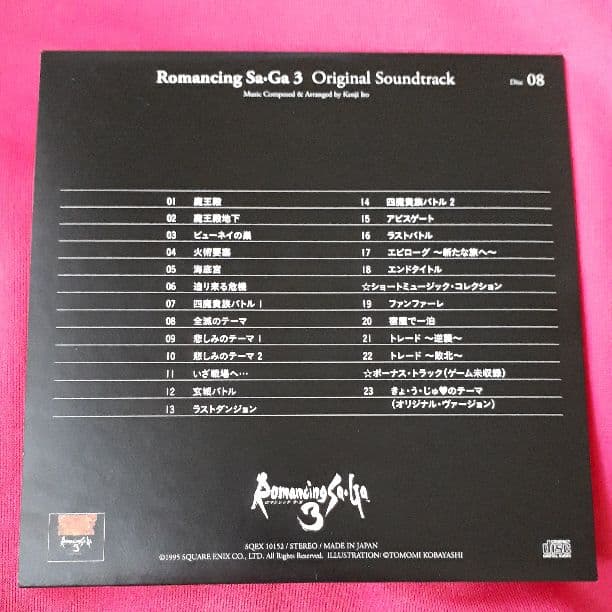 Romancing Sa·Ga 3 Original Soundtrack Disc 08
Music Composed & Arranged by Kenji Ito
01 魔王殿
02 魔王殿地下
03 ビューネイの巣
04 火術要塞
05 海底宮
06 迫り来る危機
07 四魔貴族バトル 1
08 全滅のテーマ
09 悲しみのテーマ 1
10 悲しみのテーマ 2
11 いざ戦場へ…
12 玄城バトル
13 ラストダンジョン
14 四魔貴族バトル 2
15 アビスゲート
16 ラストバトル
17 エピローグ 〜新たな旅へ〜
18 エンドタイトル
☆ショートミュージック・コレクション
19 ファンファーレ
20 宿屋で一泊
21 トレード 〜逆襲〜
22 トレード 〜敗北〜
☆ボーナス・トラック(ゲーム未収録)
23 きょ・う・じゅ♥のテーマ
(オリジナル・ヴァージョン)
Romancing Sa·Ga
ロマンシング サ・ガ
3
SQEX 10152 / STEREO / MADE IN JAPAN
©1995 SQUARE ENIX CO., LTD. All Rights Reserved. ILLUSTRATION: ©TOMOMI KOBAYASHI
Romancing Sa·Ga
3